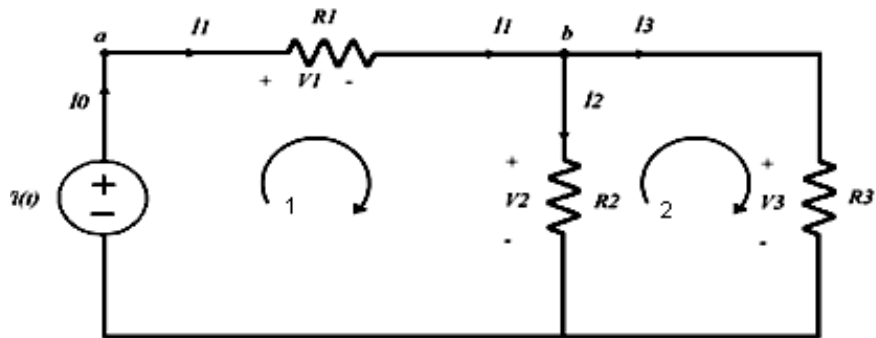 R1
a i1 i1 b i3
+ V1 -
i0 i2
+ +
1 V2 R2 2 V3 R3
- -
+
−